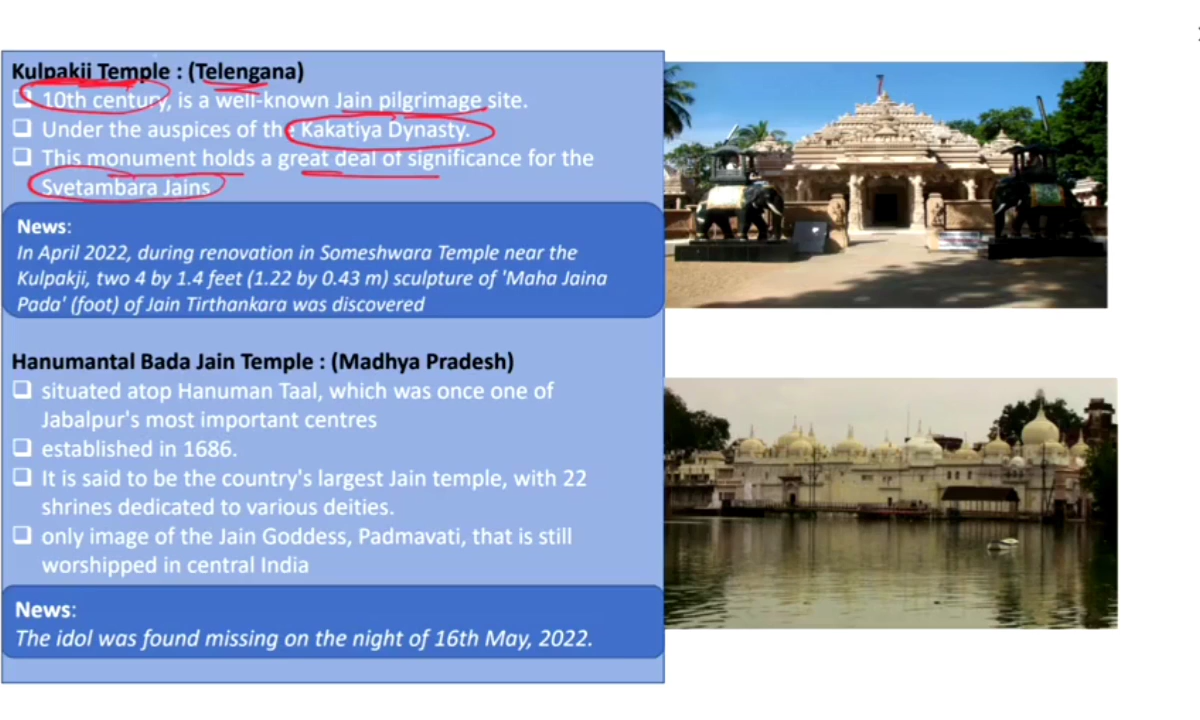 Kulpakji Temple : (Telengana)
❑ 10th century, is a well-known Jain pilgrimage site.
❑ Under the auspices of the Kakatiya Dynasty.
❑ This monument holds a great deal of significance for the
Svetambara Jains
News:
In April 2022, during renovation in Someshwara Temple near the
Kulpakji, two 4 by 1.4 feet (1.22 by 0.43 m) sculpture of 'Maha Jaina
Pada' (foot) of Jain Tirthankara was discovered
Hanumantal Bada Jain Temple : (Madhya Pradesh)
❑ situated atop Hanuman Taal, which was once one of
Jabalpur's most important centres
❑ established in 1686.
❑ It is said to be the country's largest Jain temple, with 22
shrines dedicated to various deities.
❑ only image of the Jain Goddess, Padmavati, that is still
worshipped in central India
News:
The idol was found missing on the night of 16th May, 2022.